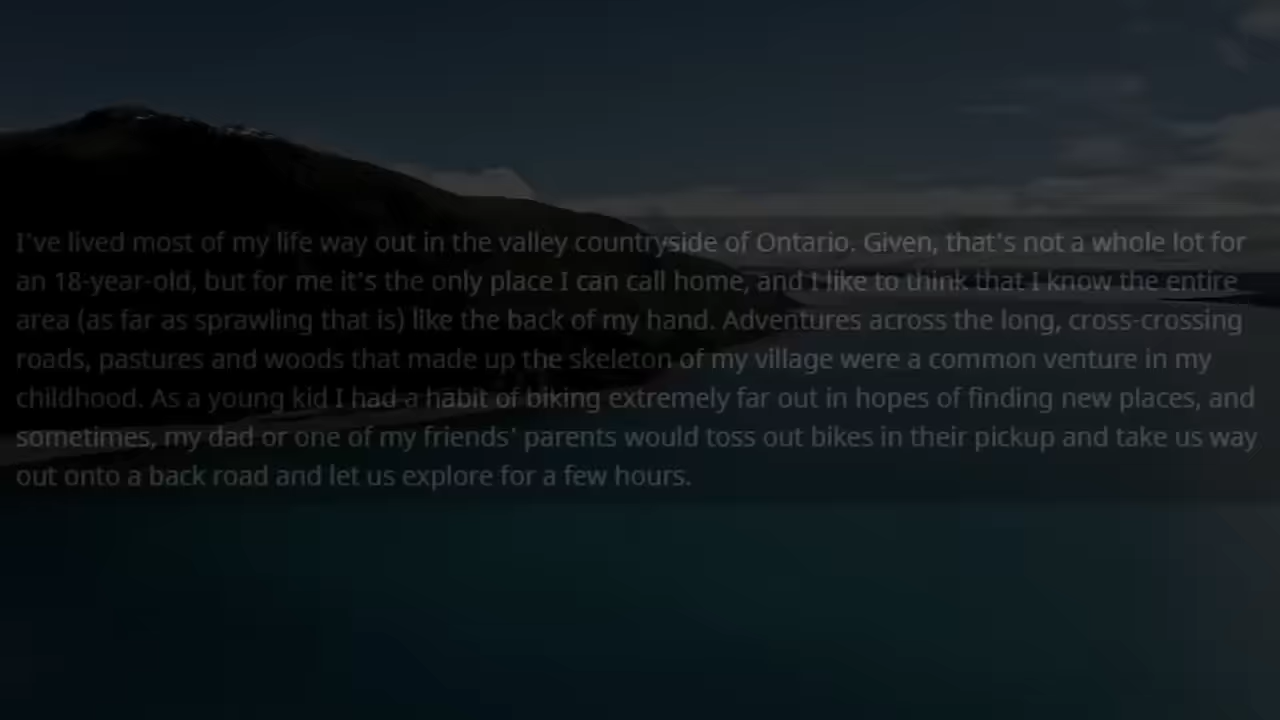 I've lived most of my life way out in the valley countryside of Ontario. Given, that's not a whole lot for
an 18-year-old, but for me it's the only place I can call home, and I like to think that I know the entire
area (as far as sprawling that is) like the back of my hand. Adventures across the long, cross-crossing
roads, pastures and woods that made up the skeleton of my village were a common venture in my
childhood. As a young kid I had a habit of biking extremely far out in hopes of finding new places, and
sometimes, my dad or one of my friends' parents would toss out bikes in their pickup and take us way
out onto a back road and let us explore for a few hours.